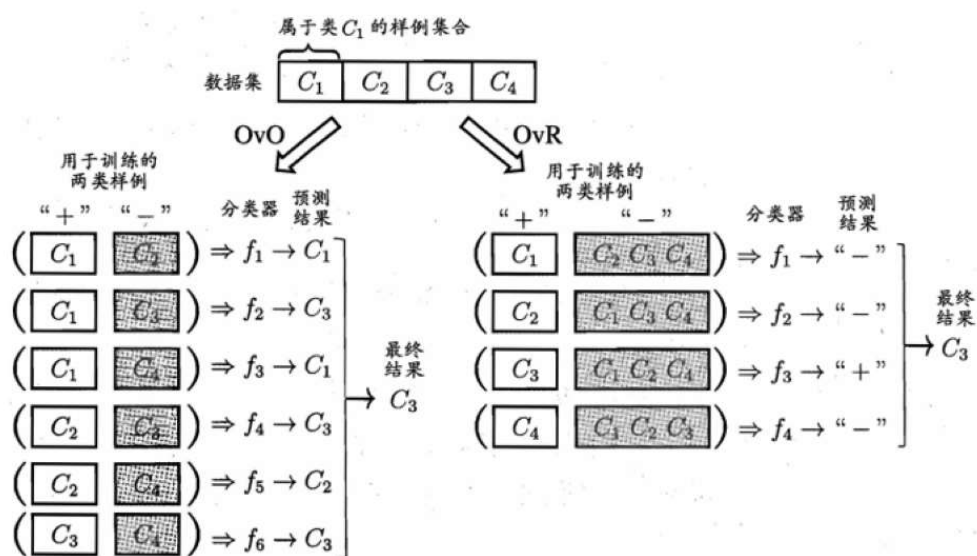 属于类 C₁ 的样例集合
数据集 C₁ C₂ C₃ C₄
OvO OvR
用于训练的
两类样例
“+” “−” 分类器 预测结果
( C₁ C₂ ) ⇒ f₁ → C₁
( C₁ C₃ ) ⇒ f₂ → C₃
( C₁ C₄ ) ⇒ f₃ → C₁
( C₂ C₃ ) ⇒ f₄ → C₃
( C₂ C₄ ) ⇒ f₅ → C₂
( C₃ C₄ ) ⇒ f₆ → C₃
最终
结果
C₃
用于训练的
两类样例
“+” “−” 分类器 预测结果
( C₁ C₂ C₃ C₄ ) ⇒ f₁ → “−”
( C₂ C₁ C₃ C₄ ) ⇒ f₂ → “−”
( C₃ C₁ C₂ C₄ ) ⇒ f₃ → “+”
( C₄ C₁ C₂ C₃ ) ⇒ f₄ → “−”
最终
结果
C₃